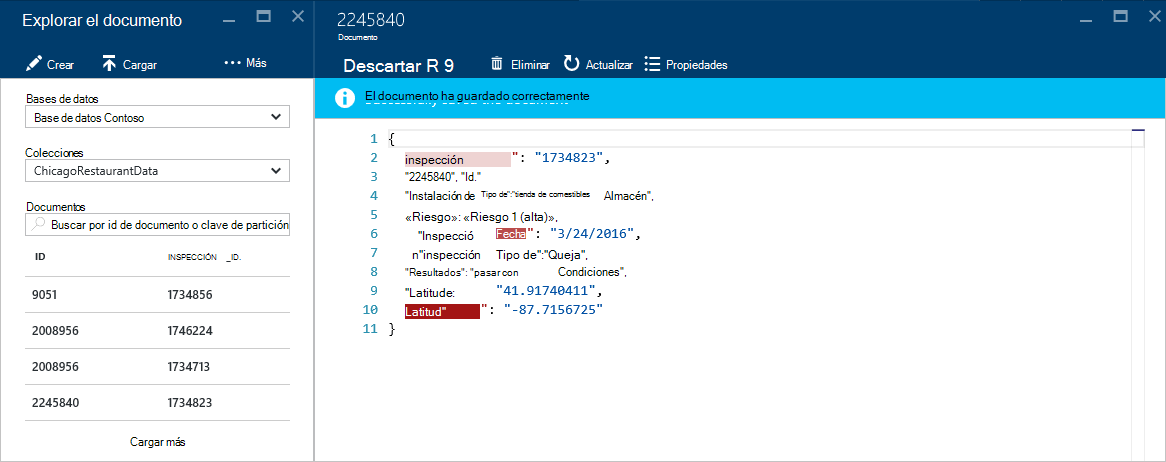 Explorar el documento
Crear Cargar ··· Más
Bases de datos
Base de datos Contoso
Colecciones
ChicagoRestaurantData
Documentos
Buscar por id de documento o clave de partición
ID INSPECCIÓN _ID.
9051 1734856
2008956 1746224
2008956 1734713
2245840 1734823
Cargar más
2245840
Documento
Descartar R 9 Eliminar Actualizar Propiedades
El documento ha guardado correctamente
1 {
2 inspección ": "1734823",
3 "2245840", "Id."
4 "Instalación de Tipo de":"tienda de comestibles Almacén",
5 «Riesgo»: «Riesgo 1 (alta)»,
6 "Inspecció Fecha": "3/24/2016",
7 n"inspección Tipo de":"Queja",
8 "Resultados": "pasar con Condiciones",
9 "Latitude: "41.91740411",
10 Latitud" ": "-87.7156725"
11 }